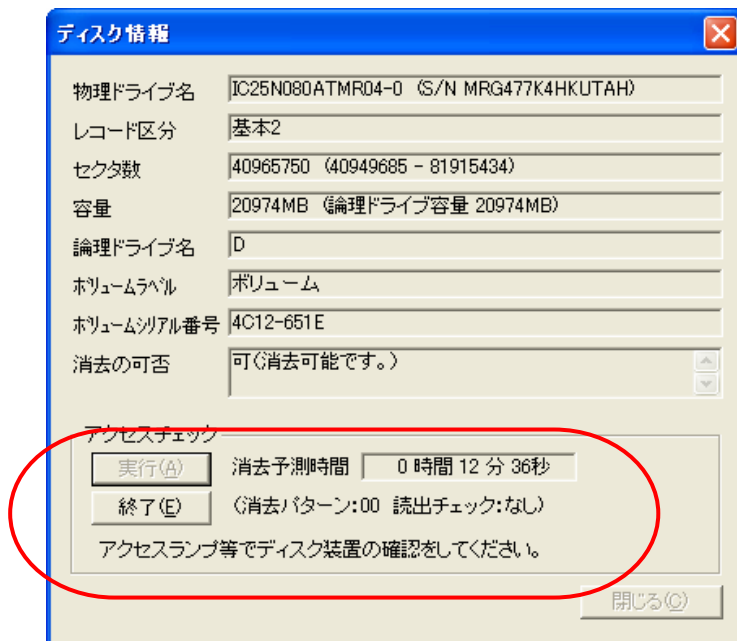 ディスク情報
物理ドライブ名 IC25N080ATMR04-0 (S/N MRG477K4HKUTAH)
レコード区分 基本2
セクタ数 40965750 (40949685 - 81915434)
容量 20974MB (論理ドライブ容量 20974MB)
論理ドライブ名 D
ボリュームラベル ボリューム
ボリュームシリアル番号 4C12-651E
消去の可否 可(消去可能です。)
アクセスチェック
実行(A) 消去予測時間 0 時間 12 分 36秒
終了(E) (消去パターン:00 読出チェック:なし)
アクセスランプ等でディスク装置の確認をしてください。
閉じる(C)